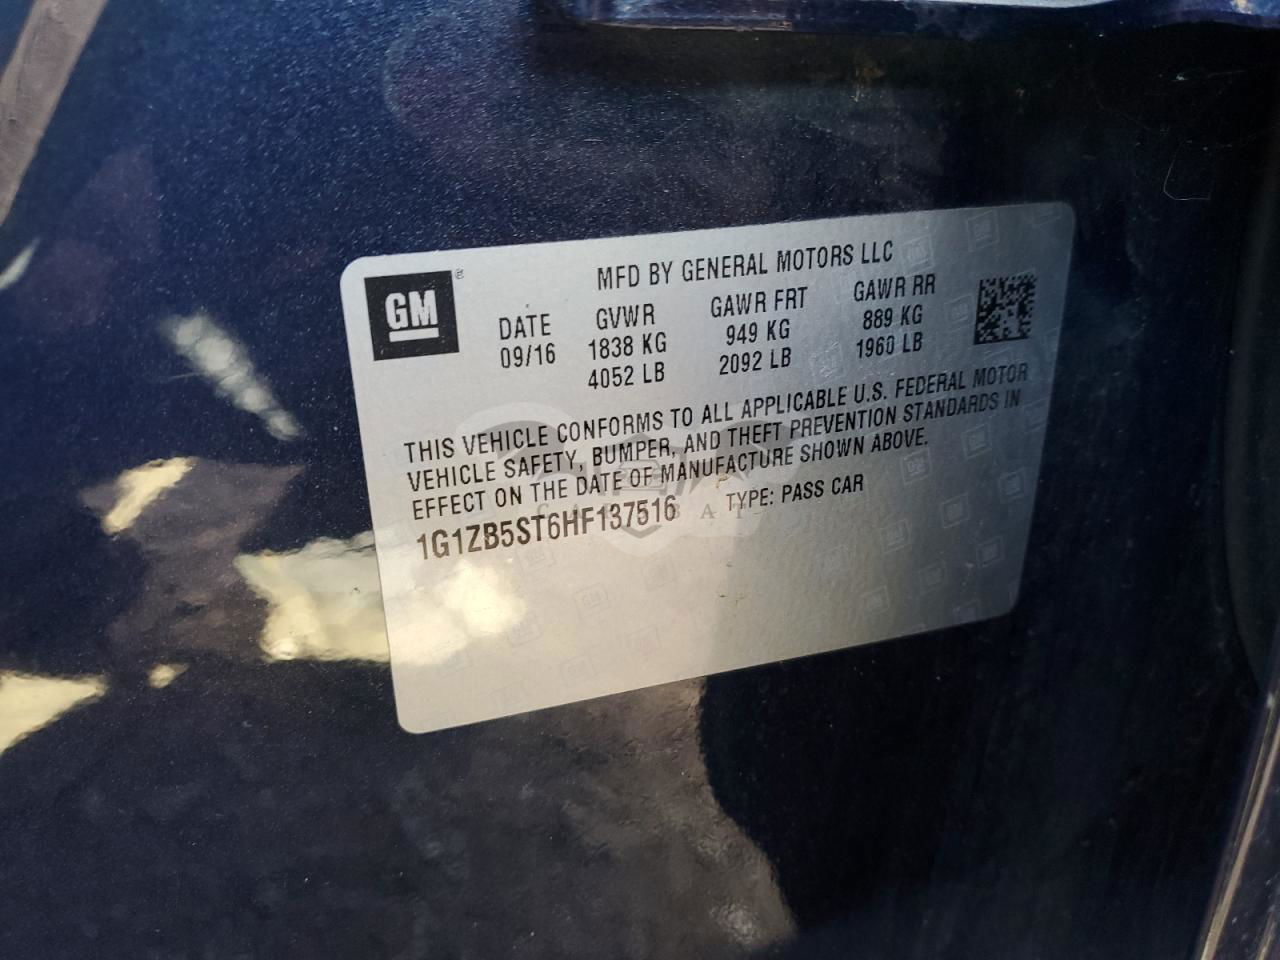 GM
MFD BY GENERAL MOTORS LLC
DATE GVWR GAWR FRT GAWR RR
09/16 1838 KG 949 KG 889 KG
4052 LB 2092 LB 1960 LB
THIS VEHICLE CONFORMS TO ALL APPLICABLE U.S. FEDERAL MOTOR
VEHICLE SAFETY, BUMPER, AND THEFT PREVENTION STANDARDS IN
EFFECT ON THE DATE OF MANUFACTURE SHOWN ABOVE.
1G1ZB5ST6HF137516 TYPE: PASS CAR